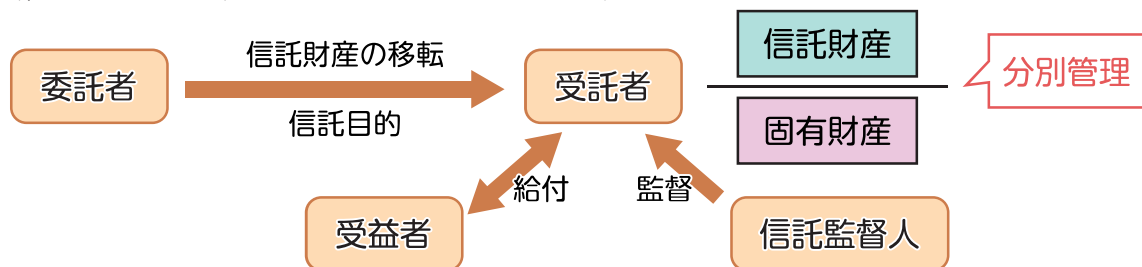 信託財産
信託財産の移転
委託者
受託者
分別管理
信託目的
固有財産
給付
監督
受益者
信託監督人